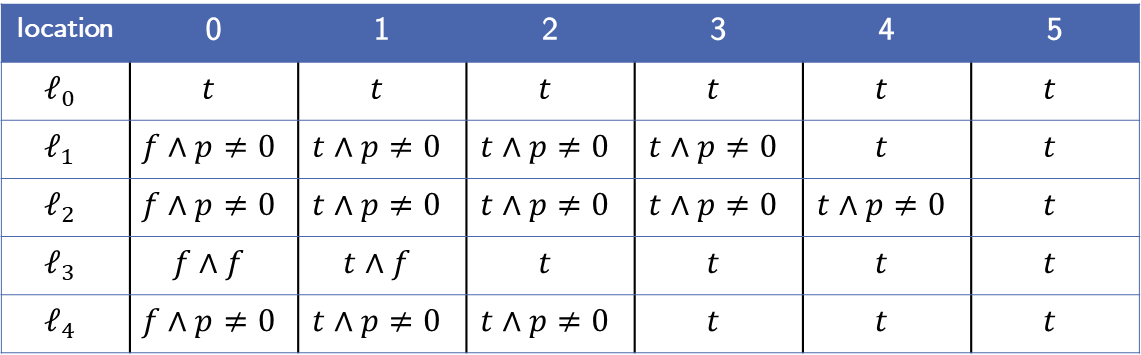 location 0 1 2 3 4 5
ℓ₀ t t t t t t
ℓ₁ f ∧ p ≠ 0 t ∧ p ≠ 0 t ∧ p ≠ 0 t ∧ p ≠ 0 t t
ℓ₂ f ∧ p ≠ 0 t ∧ p ≠ 0 t ∧ p ≠ 0 t ∧ p ≠ 0 t ∧ p ≠ 0 t
ℓ₃ f ∧ f t ∧ f t t t t
ℓ₄ f ∧ p ≠ 0 t ∧ p ≠ 0 t ∧ p ≠ 0 t t t